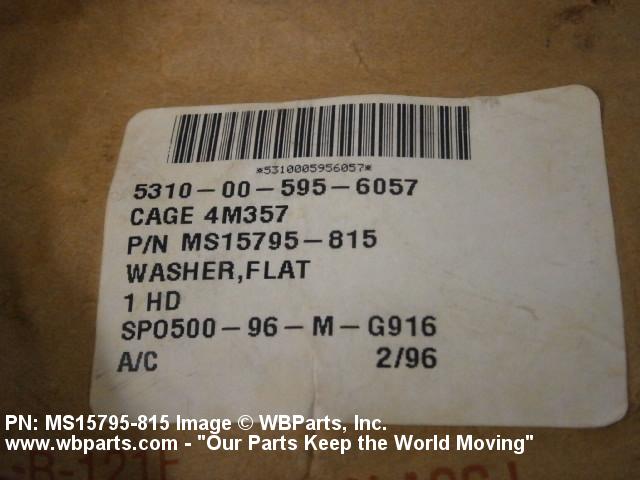 *5310005956057*
5310-00-595-6057
CAGE 4M357
P/N MS15795-815
WASHER,FLAT
1 HD
SPO500-96-M-G916
A/C 2/96
PN: MS15795-815 Image © WBParts, Inc.
www.wbparts.com - "Our Parts Keep the World Moving"